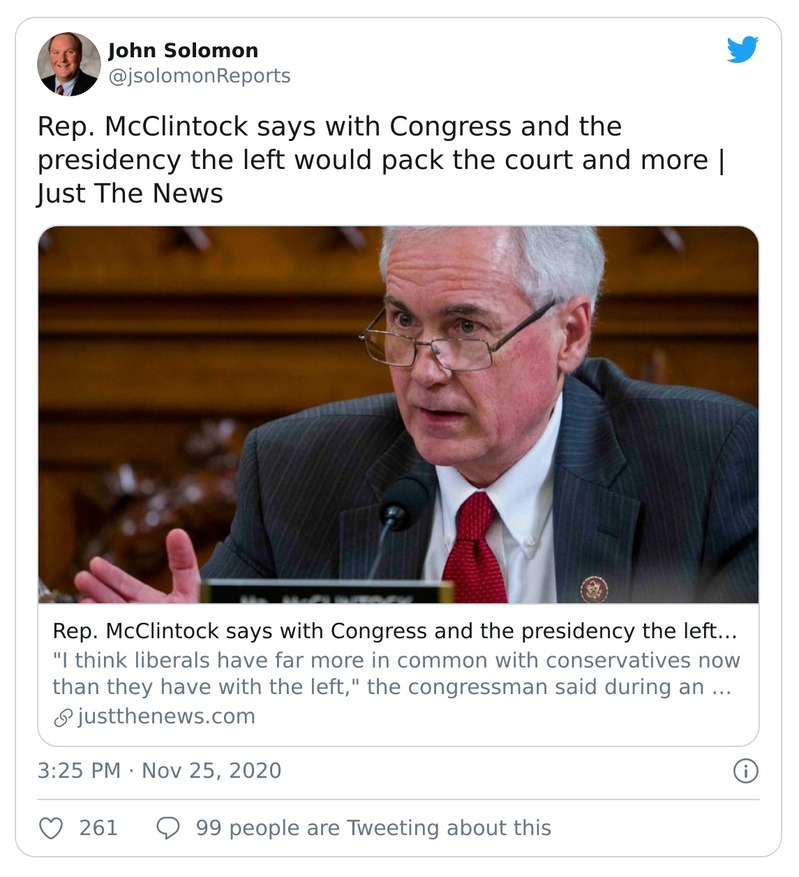 John Solomon
@jsolomonReports
Rep. McClintock says with Congress and the
presidency the left would pack the court and more |
Just The News
Rep. McClintock says with Congress and the presidency the left...
"I think liberals have far more in common with conservatives now
than they have with the left," the congressman said during an ...
justthenews.com
3:25 PM · Nov 25, 2020
261
99 people are Tweeting about this